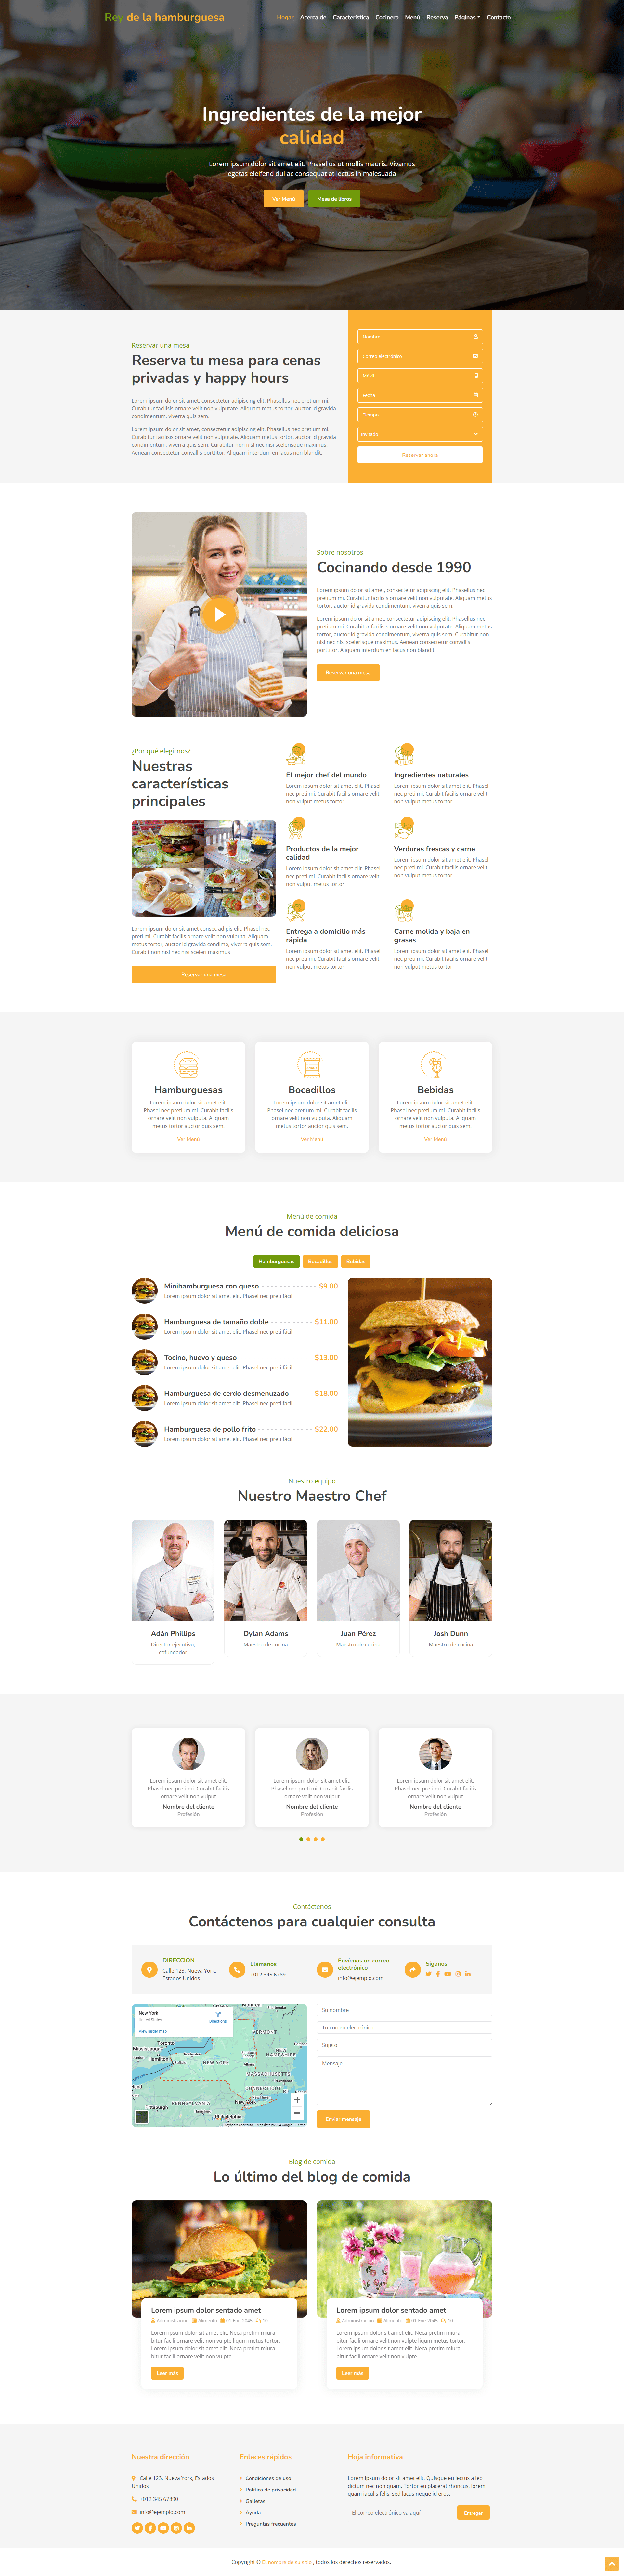 Rey de la hamburguesa
Hogar Acerca de Característica Cocinero Menú Reserva Páginas Contacto
Ingredientes de la mejor
calidad
Lorem ipsum dolor sit amet elit. Phasellus ut mollis mauris. Vivamus
egetas eleifend dui ac consequat at lectus in malesuada
Ver Menú
Mesa de libros
Reservar una mesa
Reserva tu mesa para cenas
privadas y happy hours
Lorem ipsum dolor sit amet, consectetur adipiscing elit. Phasellus nec pretium mi.
Curabitur facilisis ornare velit non vulputate. Aliquam metus tortor, auctor id gravida
condimentum, viverra quis sem.
Lorem ipsum dolor sit amet, consectetur adipiscing elit. Phasellus nec pretium mi.
Curabitur facilisis ornare velit non vulputate. Aliquam metus tortor, auctor id gravida
condimentum, viverra quis sem. Curabitur non nisl nec nisi scelerisque maximus.
Aenean consectetur convallis porttitor. Aliquam interdum en lacus non blandit.
Nombre
Correo electrónico
Móvil
Fecha
Tiempo
Invitado
Reservar ahora
Sobre nosotros
Cocinando desde 1990
Lorem ipsum dolor sit amet, consectetur adipiscing elit. Phasellus nec
pretium mi. Curabitur facilisis ornare velit non vulputate. Aliquam metus
tortor, auctor id gravida condimentum, viverra quis sem.
Lorem ipsum dolor sit amet, consectetur adipiscing elit. Phasellus nec
pretium mi. Curabitur facilisis ornare velit non vulputate. Aliquam metus
tortor, auctor id gravida condimentum, viverra quis sem. Curabitur non
nisl nec nisi scelerisque maximus. Aenean consectetur convallis
porttitor. Aliquam interdum en lacus non blandit.
Reservar una mesa
¿Por qué elegirnos?
Nuestras
características
principales
Lorem ipsum dolor sit amet consec adipis elit. Phasel nec
preti mi. Curabit facilis ornare velit non vulputa. Aliquam
metus tortor, auctor id gravida condime, viverra quis sem.
Curabit non nisl nec nisi sceleri maximus
Reservar una mesa
El mejor chef del mundo
Lorem ipsum dolor sit amet elit. Phasel
nec preti mi. Curabit facilis ornare velit
non vulput metus tortor
Ingredientes naturales
Lorem ipsum dolor sit amet elit. Phasel
nec preti mi. Curabit facilis ornare velit
non vulput metus tortor
Productos de la mejor
calidad
Lorem ipsum dolor sit amet elit. Phasel
nec preti mi. Curabit facilis ornare velit
non vulput metus tortor
Verduras frescas y carne
Lorem ipsum dolor sit amet elit. Phasel
nec preti mi. Curabit facilis ornare velit
non vulput metus tortor
Entrega a domicilio más
rápida
Lorem ipsum dolor sit amet elit. Phasel
nec preti mi. Curabit facilis ornare velit
non vulput metus tortor
Carne molida y baja en
grasas
Lorem ipsum dolor sit amet elit. Phasel
nec preti mi. Curabit facilis ornare velit
non vulput metus tortor
Hamburguesas
Lorem ipsum dolor sit amet elit.
Phasel nec pretium mi. Curabit facilis
ornare velit non vulputa. Aliquam
metus tortor auctor quis sem.
Ver Menú
Bocadillos
Lorem ipsum dolor sit amet elit.
Phasel nec pretium mi. Curabit facilis
ornare velit non vulputa. Aliquam
metus tortor auctor quis sem.
Ver Menú
Bebidas
Lorem ipsum dolor sit amet elit.
Phasel nec pretium mi. Curabit facilis
ornare velit non vulputa. Aliquam
metus tortor auctor quis sem.
Ver Menú
Menú de comida
Menú de comida deliciosa
Hamburguesas Bocadillos Bebidas
Minihamburguesa con queso $9.00
Lorem ipsum dolor sit amet elit. Phasel nec preti fácil
Hamburguesa de tamaño doble $11.00
Lorem ipsum dolor sit amet elit. Phasel nec preti fácil
Tocino, huevo y queso $13.00
Lorem ipsum dolor sit amet elit. Phasel nec preti fácil
Hamburguesa de cerdo desmenuzado $18.00
Lorem ipsum dolor sit amet elit. Phasel nec preti fácil
Hamburguesa de pollo frito $22.00
Lorem ipsum dolor sit amet elit. Phasel nec preti fácil
Nuestro equipo
Nuestro Maestro Chef
Adán Phillips
Director ejecutivo,
cofundador
Dylan Adams
Maestro de cocina
Juan Pérez
Maestro de cocina
Josh Dunn
Maestro de cocina
Lorem ipsum dolor sit amet elit.
Phasel nec preti mi. Curabit facilis
ornare velit non vulput
Nombre del cliente
Profesión
Lorem ipsum dolor sit amet elit.
Phasel nec preti mi. Curabit facilis
ornare velit non vulput
Nombre del cliente
Profesión
Lorem ipsum dolor sit amet elit.
Phasel nec preti mi. Curabit facilis
ornare velit non vulput
Nombre del cliente
Profesión
Contáctenos
Contáctenos para cualquier consulta
DIRECCIÓN
Calle 123, Nueva York,
Estados Unidos
Llámanos
+012 345 6789
Envíenos un correo
electrónico
info@ejemplo.com
Síganos
New York
United States
Directions
View larger map
Montreal
VERMONT
NEW
HAMPSHIRE
Mississauga
Hamilton
NEW YORK
MASSACHUSETTS
CONNECTICUT
PENNSYLVANIA
Pittsburgh
Philadelphia
Keyboard shortcuts Map data ©2024 Google Terms
Su nombre
Tu correo electrónico
Sujeto
Mensaje
Enviar mensaje
Blog de comida
Lo último del blog de comida
Lorem ipsum dolor sentado amet
Administración Alimento 01-Ene-2045 10
Lorem ipsum dolor sit amet elit. Neca pretim miura
bitur facili ornare velit non vulpte liqum metus tortor.
Lorem ipsum dolor sit amet elit. Neca pretim miura
bitur facili ornare velit non vulpte
Leer más
Lorem ipsum dolor sentado amet
Administración Alimento 01-Ene-2045 10
Lorem ipsum dolor sit amet elit. Neca pretim miura
bitur facili ornare velit non vulpte liqum metus tortor.
Lorem ipsum dolor sit amet elit. Neca pretim miura
bitur facili ornare velit non vulpte
Leer más
Nuestra dirección
Calle 123, Nueva York, Estados
Unidos
+012 345 67890
info@ejemplo.com
Enlaces rápidos
Condiciones de uso
Política de privacidad
Galletas
Ayuda
Preguntas frecuentes
Hoja informativa
Lorem ipsum dolor sit amet elit. Quisque eu lectus a leo
dictum nec non quam. Tortor eu placerat rhoncus, lorem
quam iaculis felis, sed lacus neque id eros.
El correo electrónico va aquí
Entregar
Copyright © El nombre de su sitio , todos los derechos reservados.